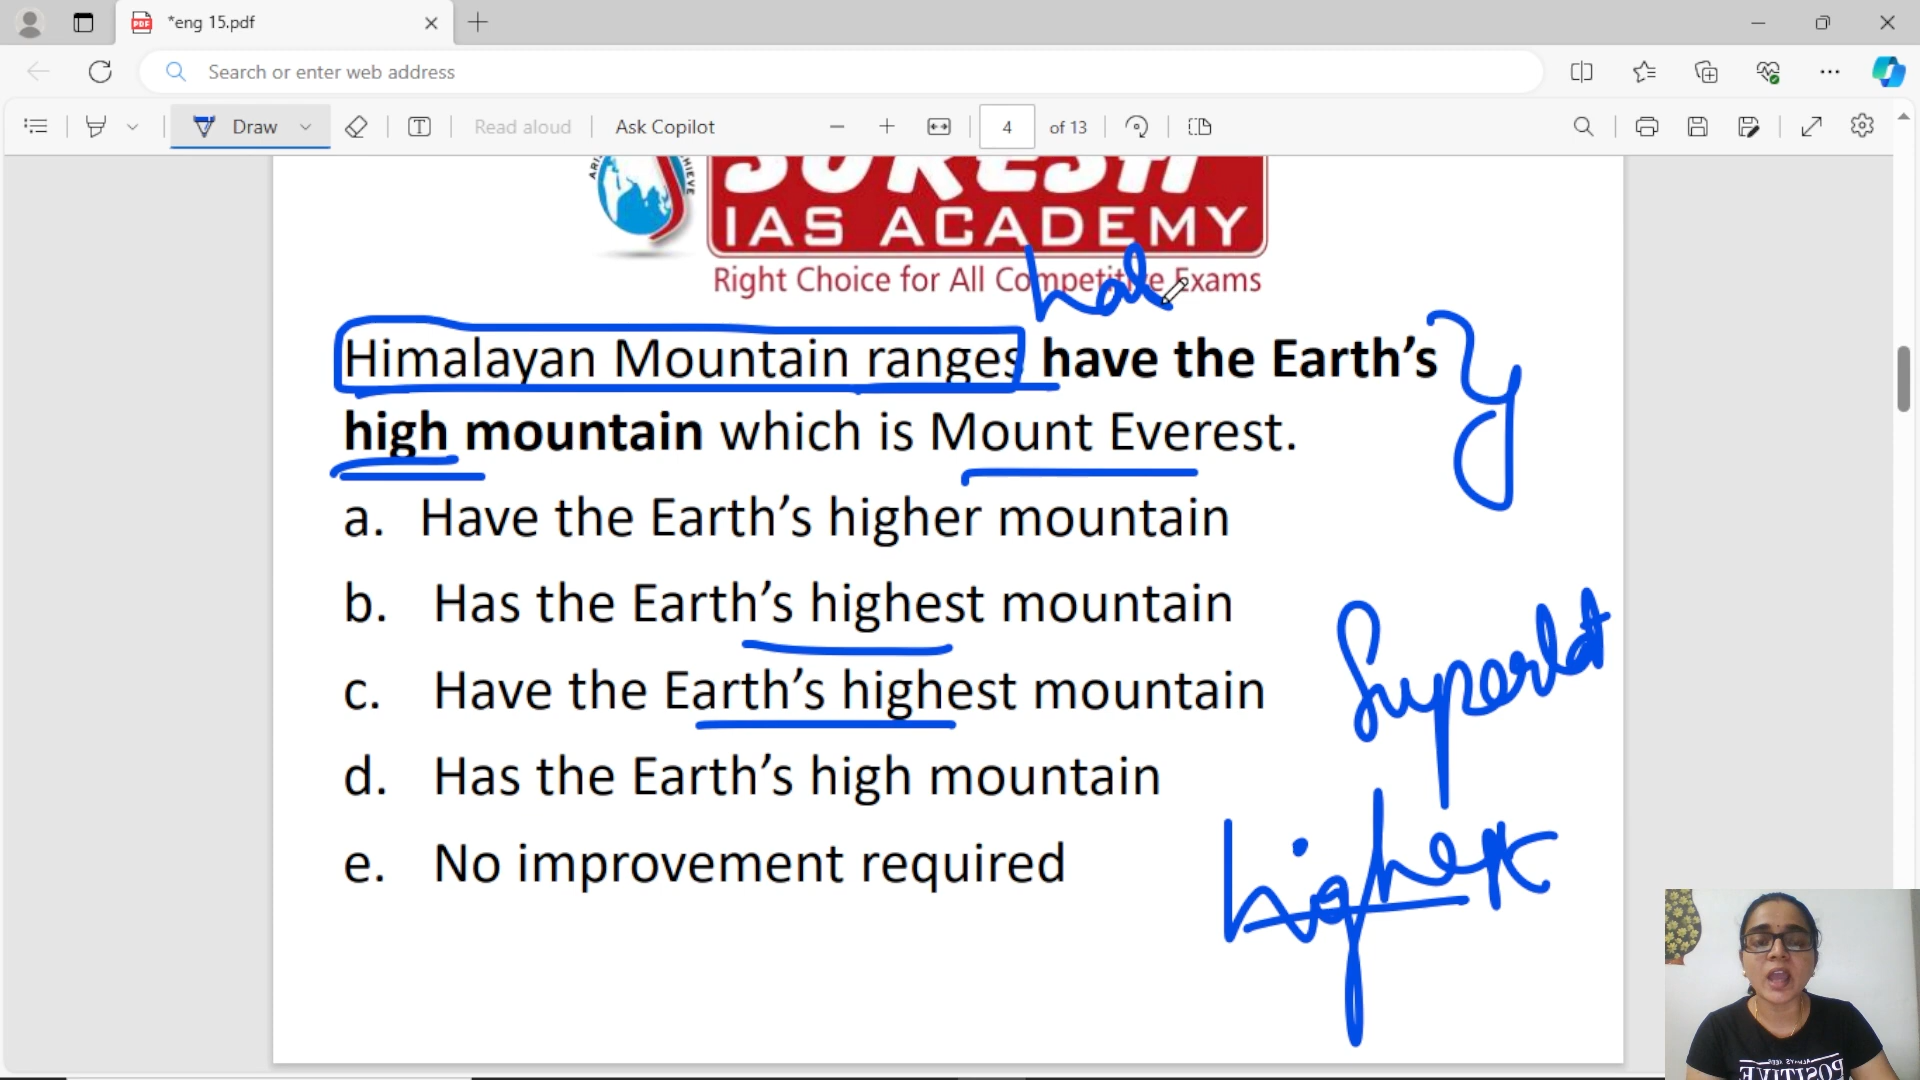 *eng 15.pdf
Search or enter web address
Draw
Read aloud
Ask Copilot
4 of 13
SURESH
IAS ACADEMY
Right Choice for All Competitive Exams
Himalayan Mountain ranges have the Earth's
high mountain which is Mount Everest.
a. Have the Earth's higher mountain
b. Has the Earth's highest mountain
c. Have the Earth's highest mountain
d. Has the Earth's high mountain
e. No improvement required
Superlat